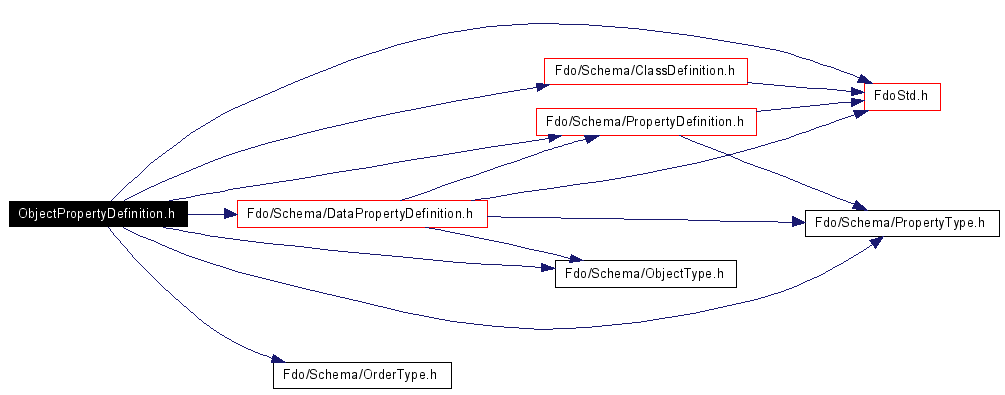 Fdo/Schema/ClassDefinition.h
FdoStd.h
Fdo/Schema/PropertyDefinition.h
ObjectPropertyDefinition.h
Fdo/Schema/DataPropertyDefinition.h
Fdo/Schema/PropertyType.h
Fdo/Schema/ObjectType.h
Fdo/Schema/OrderType.h